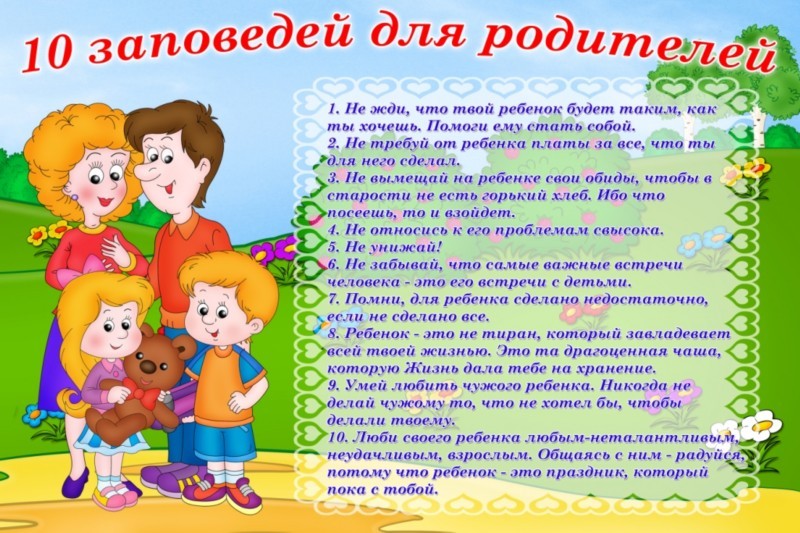 10 заповедей для родителей
1. Не жди, что твой ребенок будет таким, как
ты хочешь. Помоги ему стать собой.
2. Не требуй от ребенка платы за все, что ты
для него сделал.
3. Не вымещай на ребенке свои обиды, чтобы в
старости не есть горький хлеб. Ибо что
посеешь, то и взойдет.
4. Не относись к его проблемам свысока.
5. Не унижай!
6. Не забывай, что самые важные встречи
человека - это его встречи с детьми.
7. Помни, для ребенка сделано недостаточно,
если не сделано все.
8. Ребенок - это не тиран, который завладевает
всей твоей жизнью. Это та драгоценная чаша,
которую Жизнь дала тебе на хранение.
9. Умей любить чужого ребенка. Никогда не
делай чужому то, что не хотел бы, чтобы
делали твоему.
10. Люби своего ребенка любым-неталантливым,
неудачливым, взрослым. Общаясь с ним - радуйся,
потому что ребенок - это праздник, который
пока с тобой.